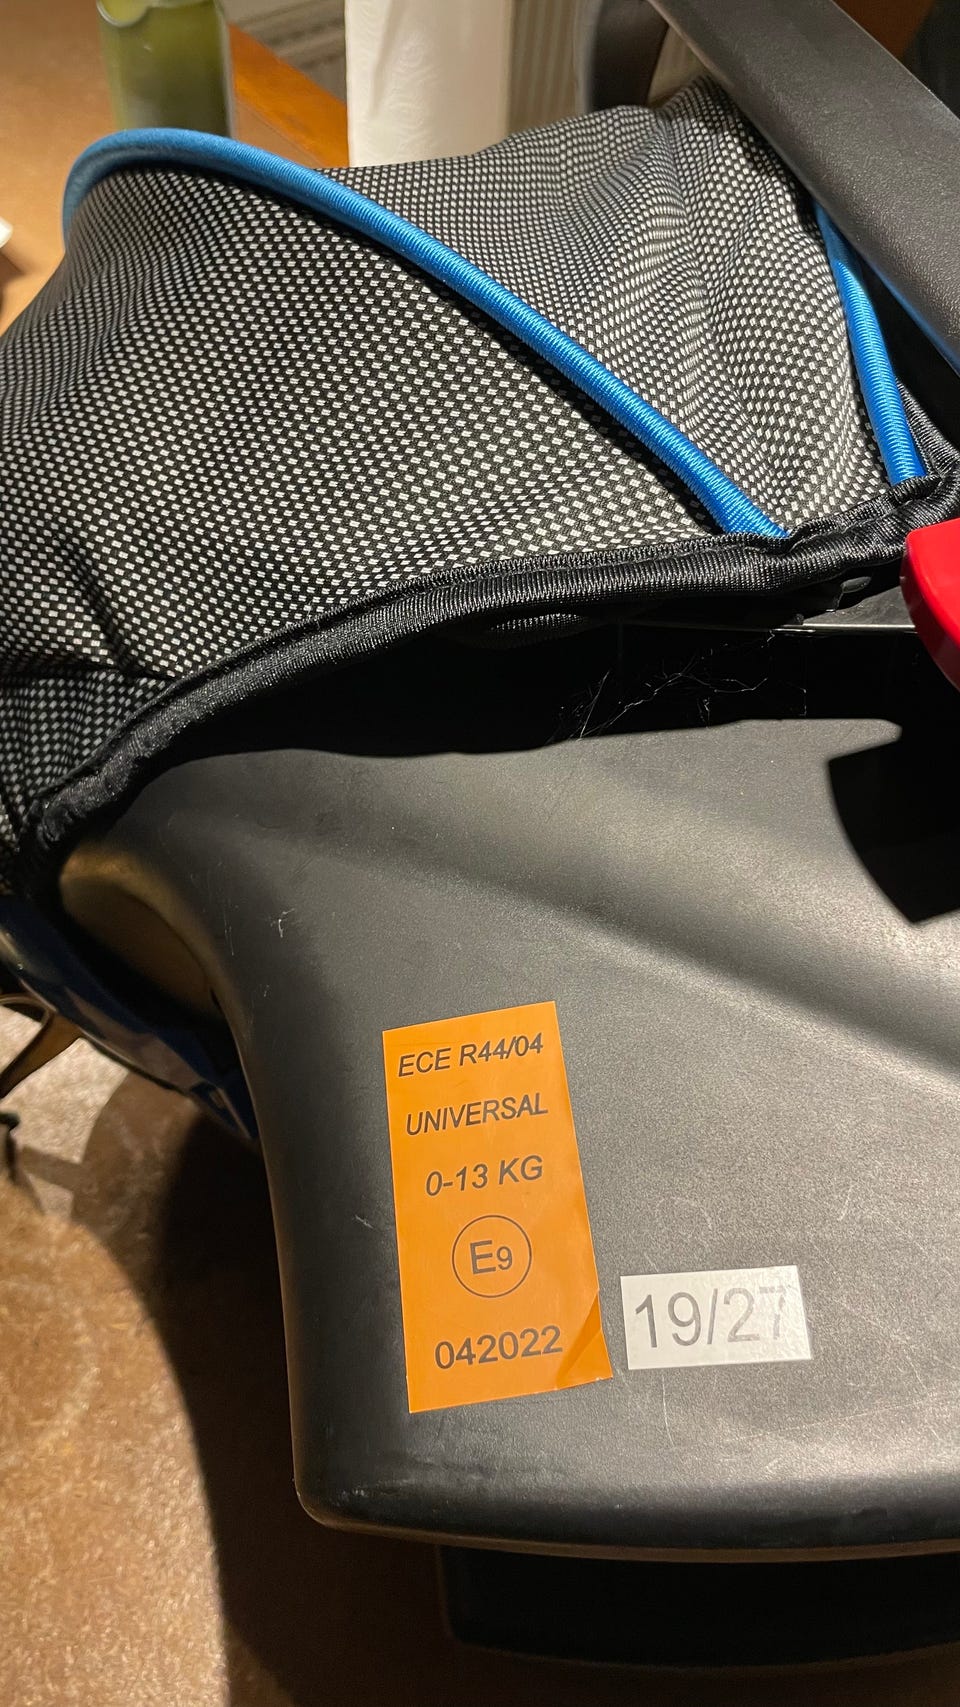 ECE R44/04
UNIVERSAL
0-13 KG
E9
042022
19/27